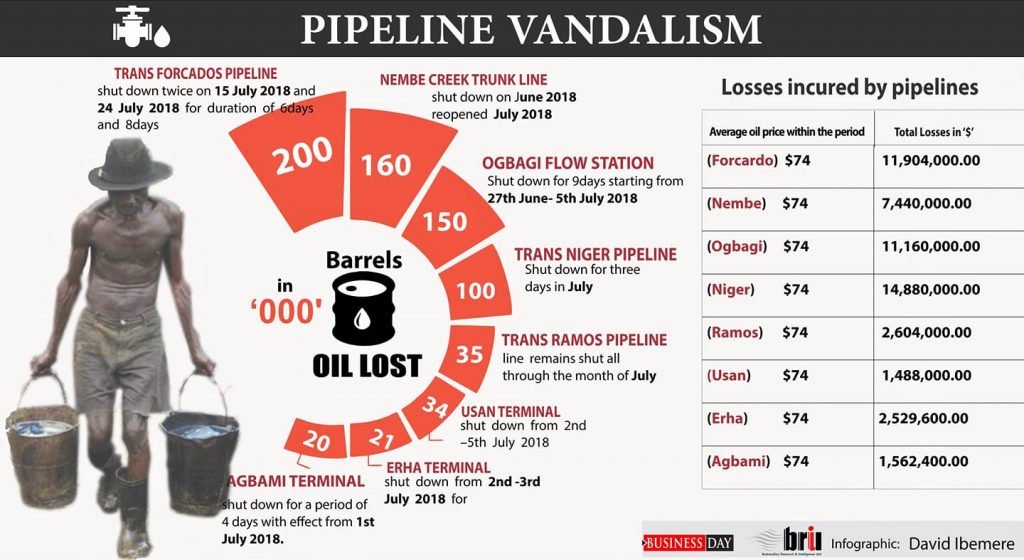 PIPELINE VANDALISM
TRANS FORCADOS PIPELINE
shut down twice on 15 July 2018 and
24 July 2018 for duration of 6days
and 8days
200
NEMBE CREEK TRUNK LINE
shut down on June 2018
reopened July 2018
160
OGBAGI FLOW STATION
Shut down for 9days starting from
27th June- 5th July 2018
150
TRANS NIGER PIPELINE
Shut down for three
days in July
100
TRANS RAMOS PIPELINE
line remains shut all
through the month of July
35
USAN TERMINAL
shut down from 2nd
–5th July 2018
34
ERHA TERMINAL
shut down from 2nd -3rd
July 2018 for
21
AGBAMI TERMINAL
shut down for a period of
4 days with effect from 1st
July 2018.
20
Barrels
in
‘000'
OIL LOST
Losses incured by pipelines
Average oil price within the period Total Losses in ‘$’
(Forcardo) $74 11,904,000.00
(Nembe) $74 7,440,000.00
(Ogbagi) $74 11,160,000.00
(Niger) $74 14,880,000.00
(Ramos) $74 2,604,000.00
(Usan) $74 1,488,000.00
(Erha) $74 2,529,600.00
(Agbami) $74 1,562,400.00
BUSINESS DAY
brii
Infographic: David Ibemere